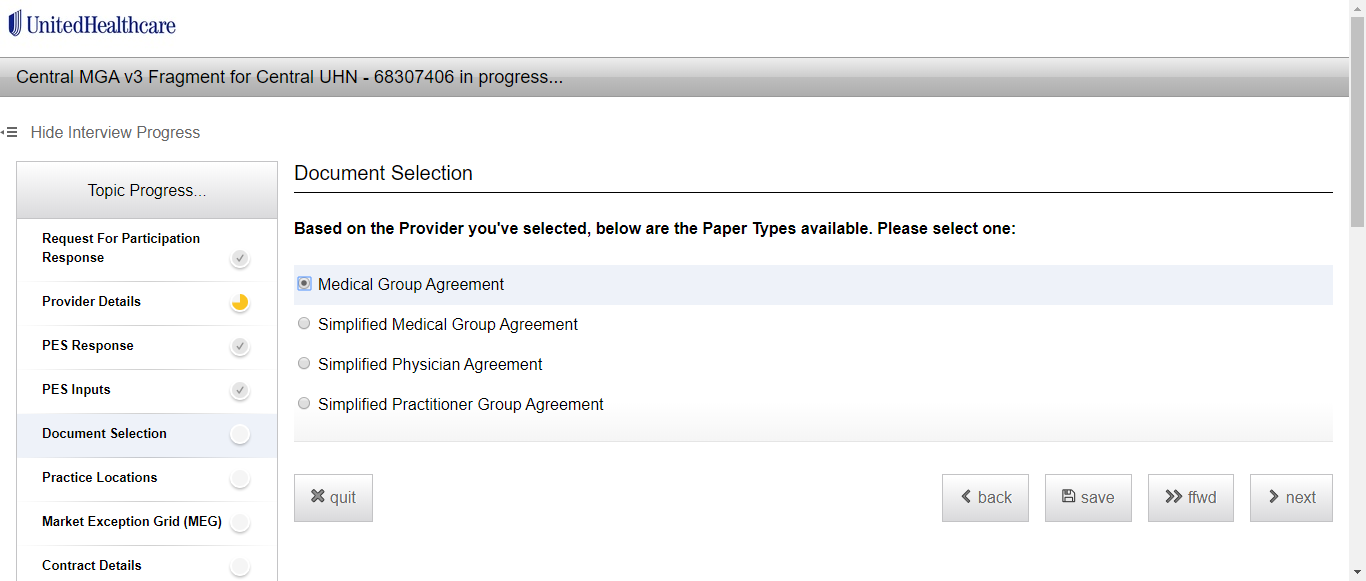 UnitedHealthcare
Central MGA v3 Fragment for Central UHN - 68307406 in progress...
Hide Interview Progress
Topic Progress...
Request For Participation
Response
Provider Details
PES Response
PES Inputs
Document Selection
Practice Locations
Market Exception Grid (MEG)
Contract Details
Document Selection
Based on the Provider you've selected, below are the Paper Types available. Please select one:
Medical Group Agreement
Simplified Medical Group Agreement
Simplified Physician Agreement
Simplified Practitioner Group Agreement
quit
back
save
ffwd
next